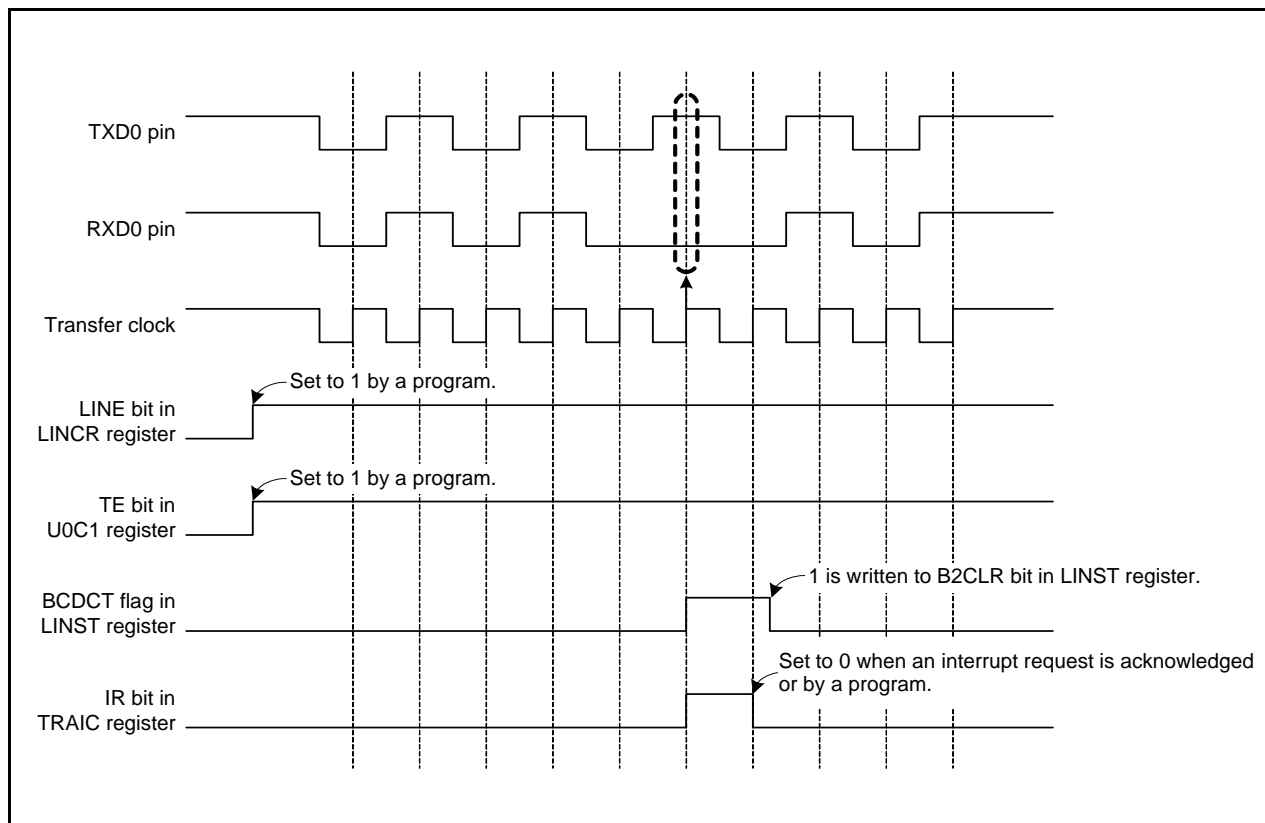 TXD0 pin
RXD0 pin
Transfer clock
Set to 1 by a program.
LINE bit in
LINCR register
Set to 1 by a program.
TE bit in
U0C1 register
1 is written to B2CLR bit in LINST register.
BCDCT flag in
LINST register
Set to 0 when an interrupt request is acknowledged
or by a program.
IR bit in
TRAIC register